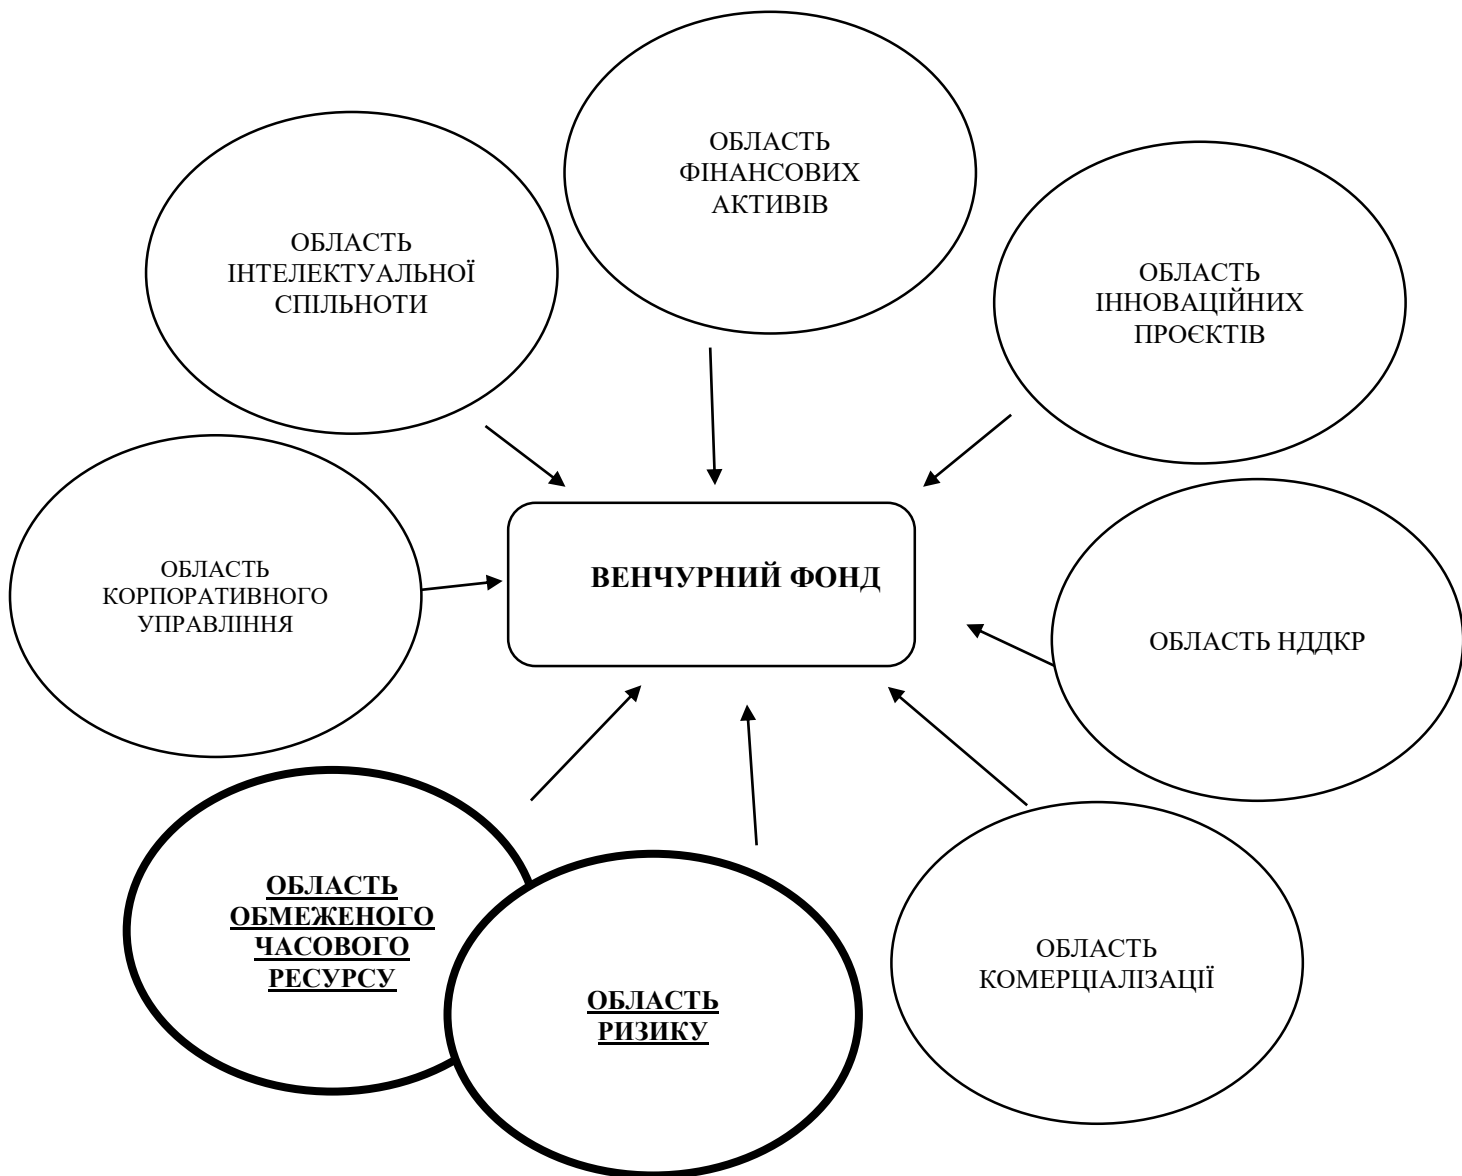 ОБЛАСТЬ
ФІНАНСОВИХ
АКТИВІВ
ОБЛАСТЬ
ІНТЕЛЕКТУАЛЬНОЇ
СПІЛЬНОТИ
ОБЛАСТЬ
ІННОВАЦІЙНИХ
ПРОЄКТІВ
ОБЛАСТЬ
КОРПОРАТИВНОГО
УПРАВЛІННЯ
ВЕНЧУРНИЙ ФОНД
ОБЛАСТЬ НДДКР
ОБЛАСТЬ
ОБМЕЖЕНОГО
ЧАСОВОГО
РЕСУРСУ
ОБЛАСТЬ
РИЗИКУ
ОБЛАСТЬ
КОМЕРЦІАЛІЗАЦІЇ